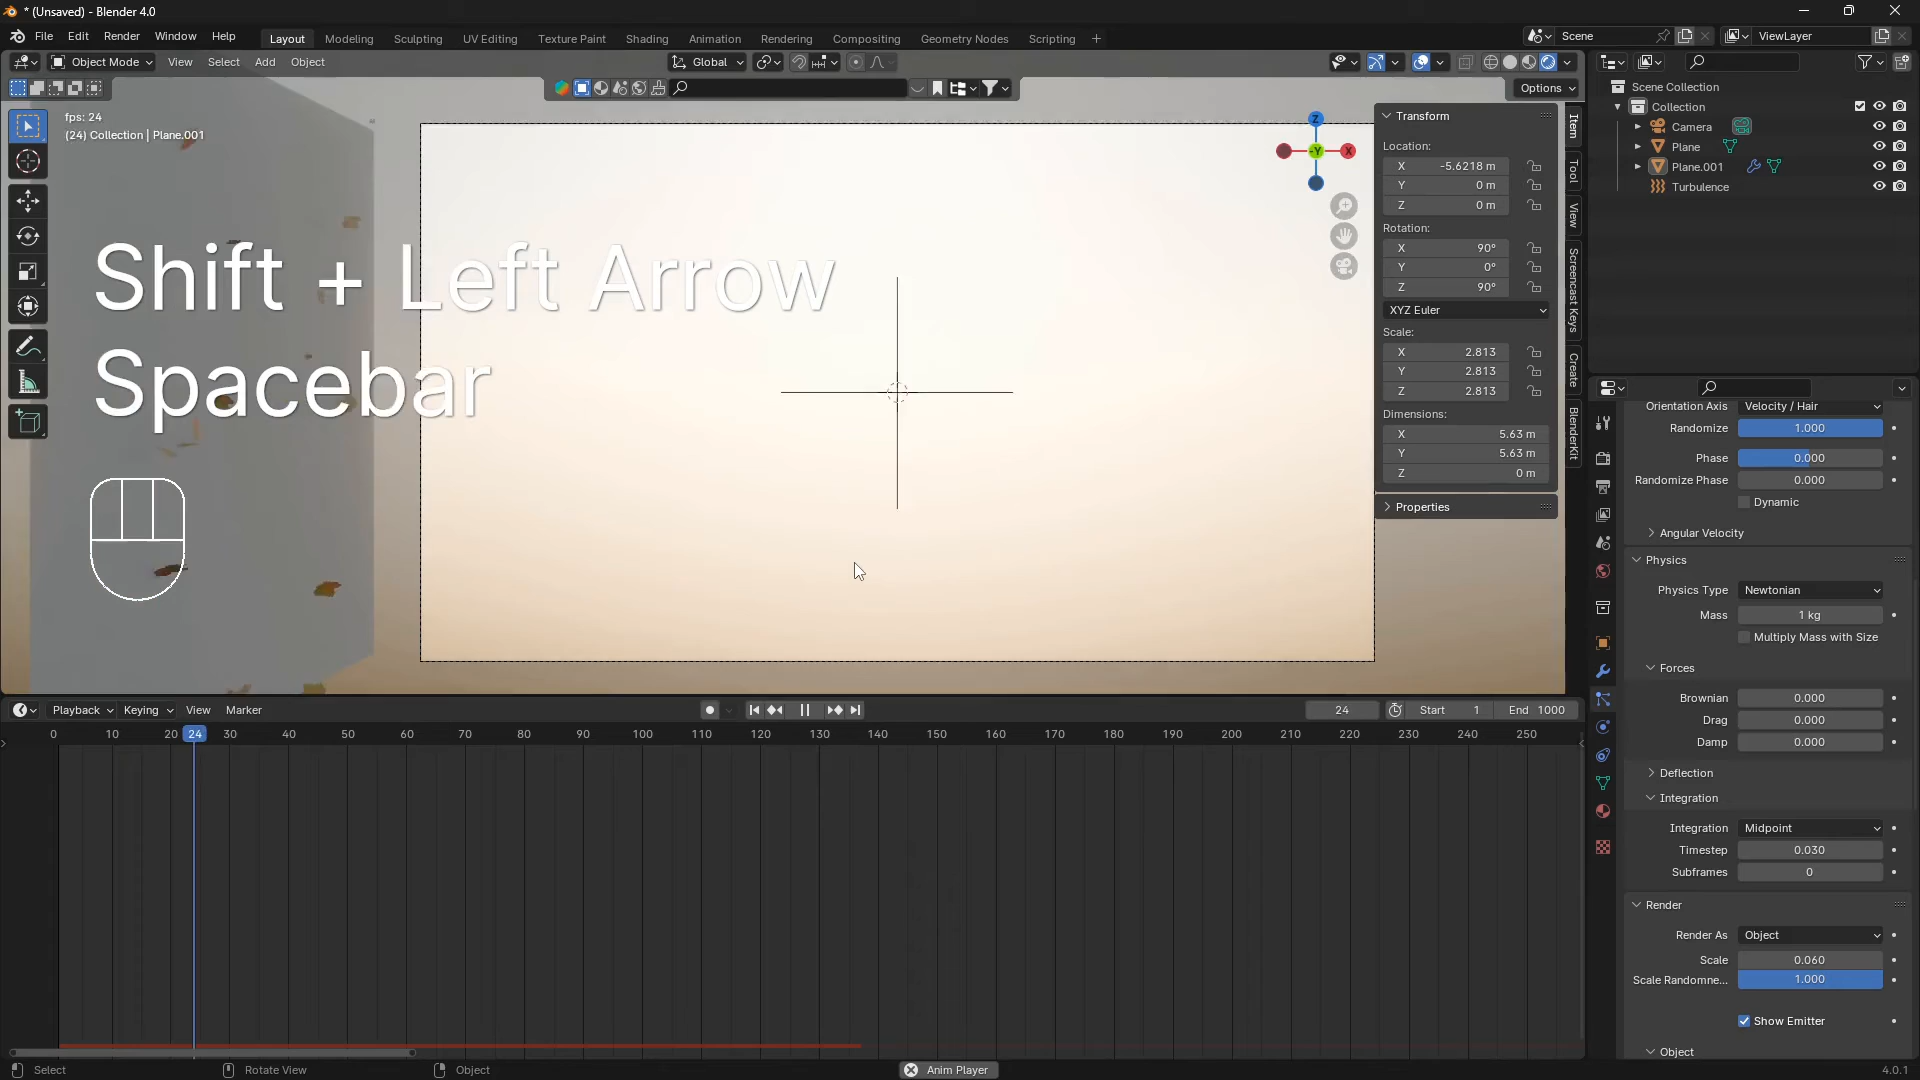 * (Unsaved) - Blender 4.0
File Edit Render Window Help
Layout Modeling Sculpting UV Editing Texture Paint Shading Animation Rendering Compositing Geometry Nodes Scripting +
Scene
ViewLayer
Object Mode View Select Add Object
Global
Options
fps: 24
(24) Collection | Plane.001
Shift + Left Arrow
Spacebar
Z
-Y
X
Transform
Location:
X -5.6218 m
Y 0 m
Z 0 m
Rotation:
X 90°
Y 0°
Z 90°
XYZ Euler
Scale:
X 2.813
Y 2.813
Z 2.813
Dimensions:
X 5.63 m
Y 5.63 m
Z 0 m
Properties
Item
Tool
View
Screencast Keys
Create
BlenderKit
Scene Collection
Collection
Camera
Plane
Plane.001
Turbulence
Orientation Axis Velocity / Hair
Randomize 1.000
Phase 0.000
Randomize Phase 0.000
Dynamic
Angular Velocity
Physics
Physics Type Newtonian
Mass 1 kg
Multiply Mass with Size
Forces
Brownian 0.000
Drag 0.000
Damp 0.000
Deflection
Integration
Integration Midpoint
Timestep 0.030
Subframes 0
Render
Render As Object
Scale 0.060
Scale Randomne... 1.000
Show Emitter
Object
Playback Keying View Marker
24 Start 1 End 1000
0 10 20 24 30 40 50 60 70 80 90 100 110 120 130 140 150 160 170 180 190 200 210 220 230 240 250
Select Rotate View Object Anim Player 4.0.1